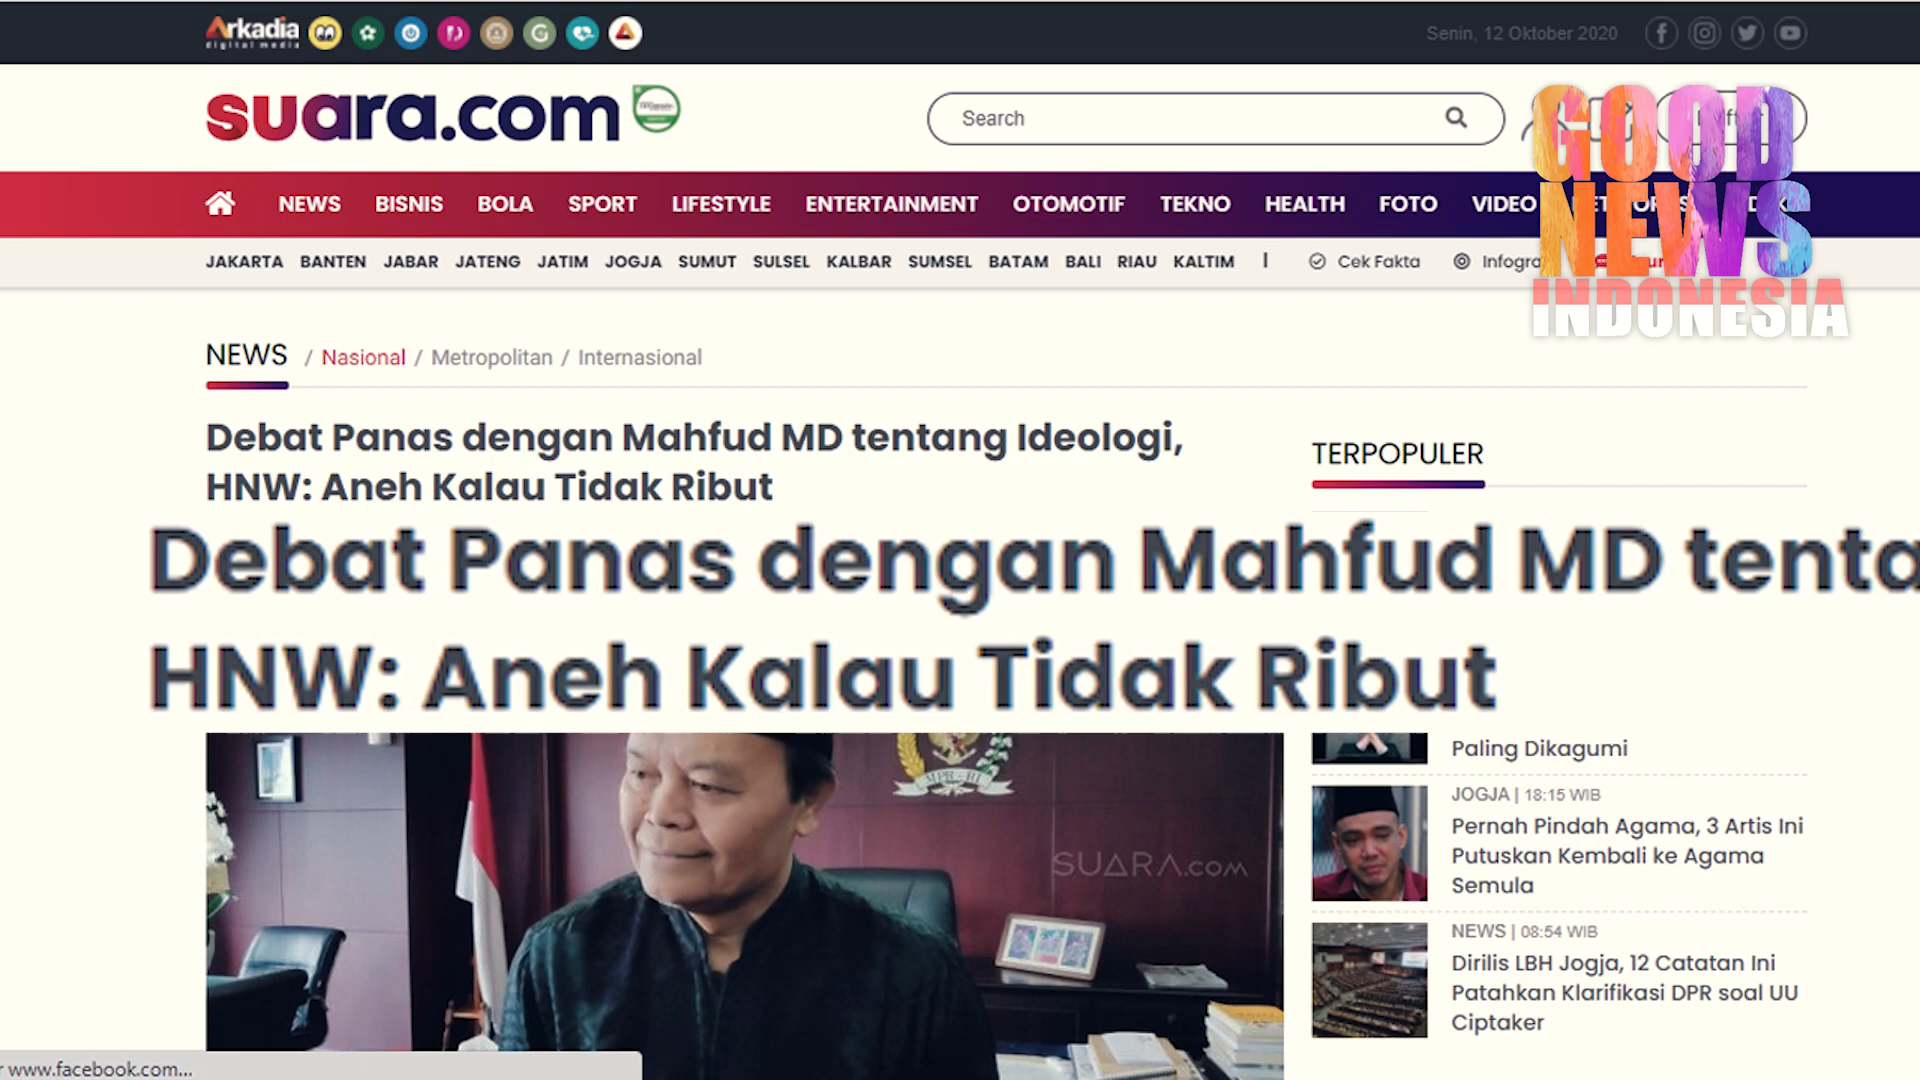 Arkadia
digital media
Senin, 12 Oktober 2020
suara.com
Search
GOOD
NEWS
INDONESIA
NEWS BISNIS BOLA SPORT LIFESTYLE ENTERTAINMENT OTOMOTIF TEKNO HEALTH FOTO VIDEO
JAKARTA BANTEN JABAR JATENG JATIM JOGJA SUMUT SULSEL KALBAR SUMSEL BATAM BALI RIAU KALTIM | Cek Fakta Infogra
NEWS / Nasional / Metropolitan / Internasional
Debat Panas dengan Mahfud MD tentang Ideologi,
HNW: Aneh Kalau Tidak Ribut
TERPOPULER
Debat Panas dengan Mahfud MD tenta
HNW: Aneh Kalau Tidak Ribut
MPR - RI
SUARA.com
Paling Dikagumi
JOGJA | 18:15 WIB
Pernah Pindah Agama, 3 Artis Ini
Putuskan Kembali ke Agama
Semula
NEWS | 08:54 WIB
Dirilis LBH Jogja, 12 Catatan Ini
Patahkan Klarifikasi DPR soal UU
Ciptaker
www.facebook.com...